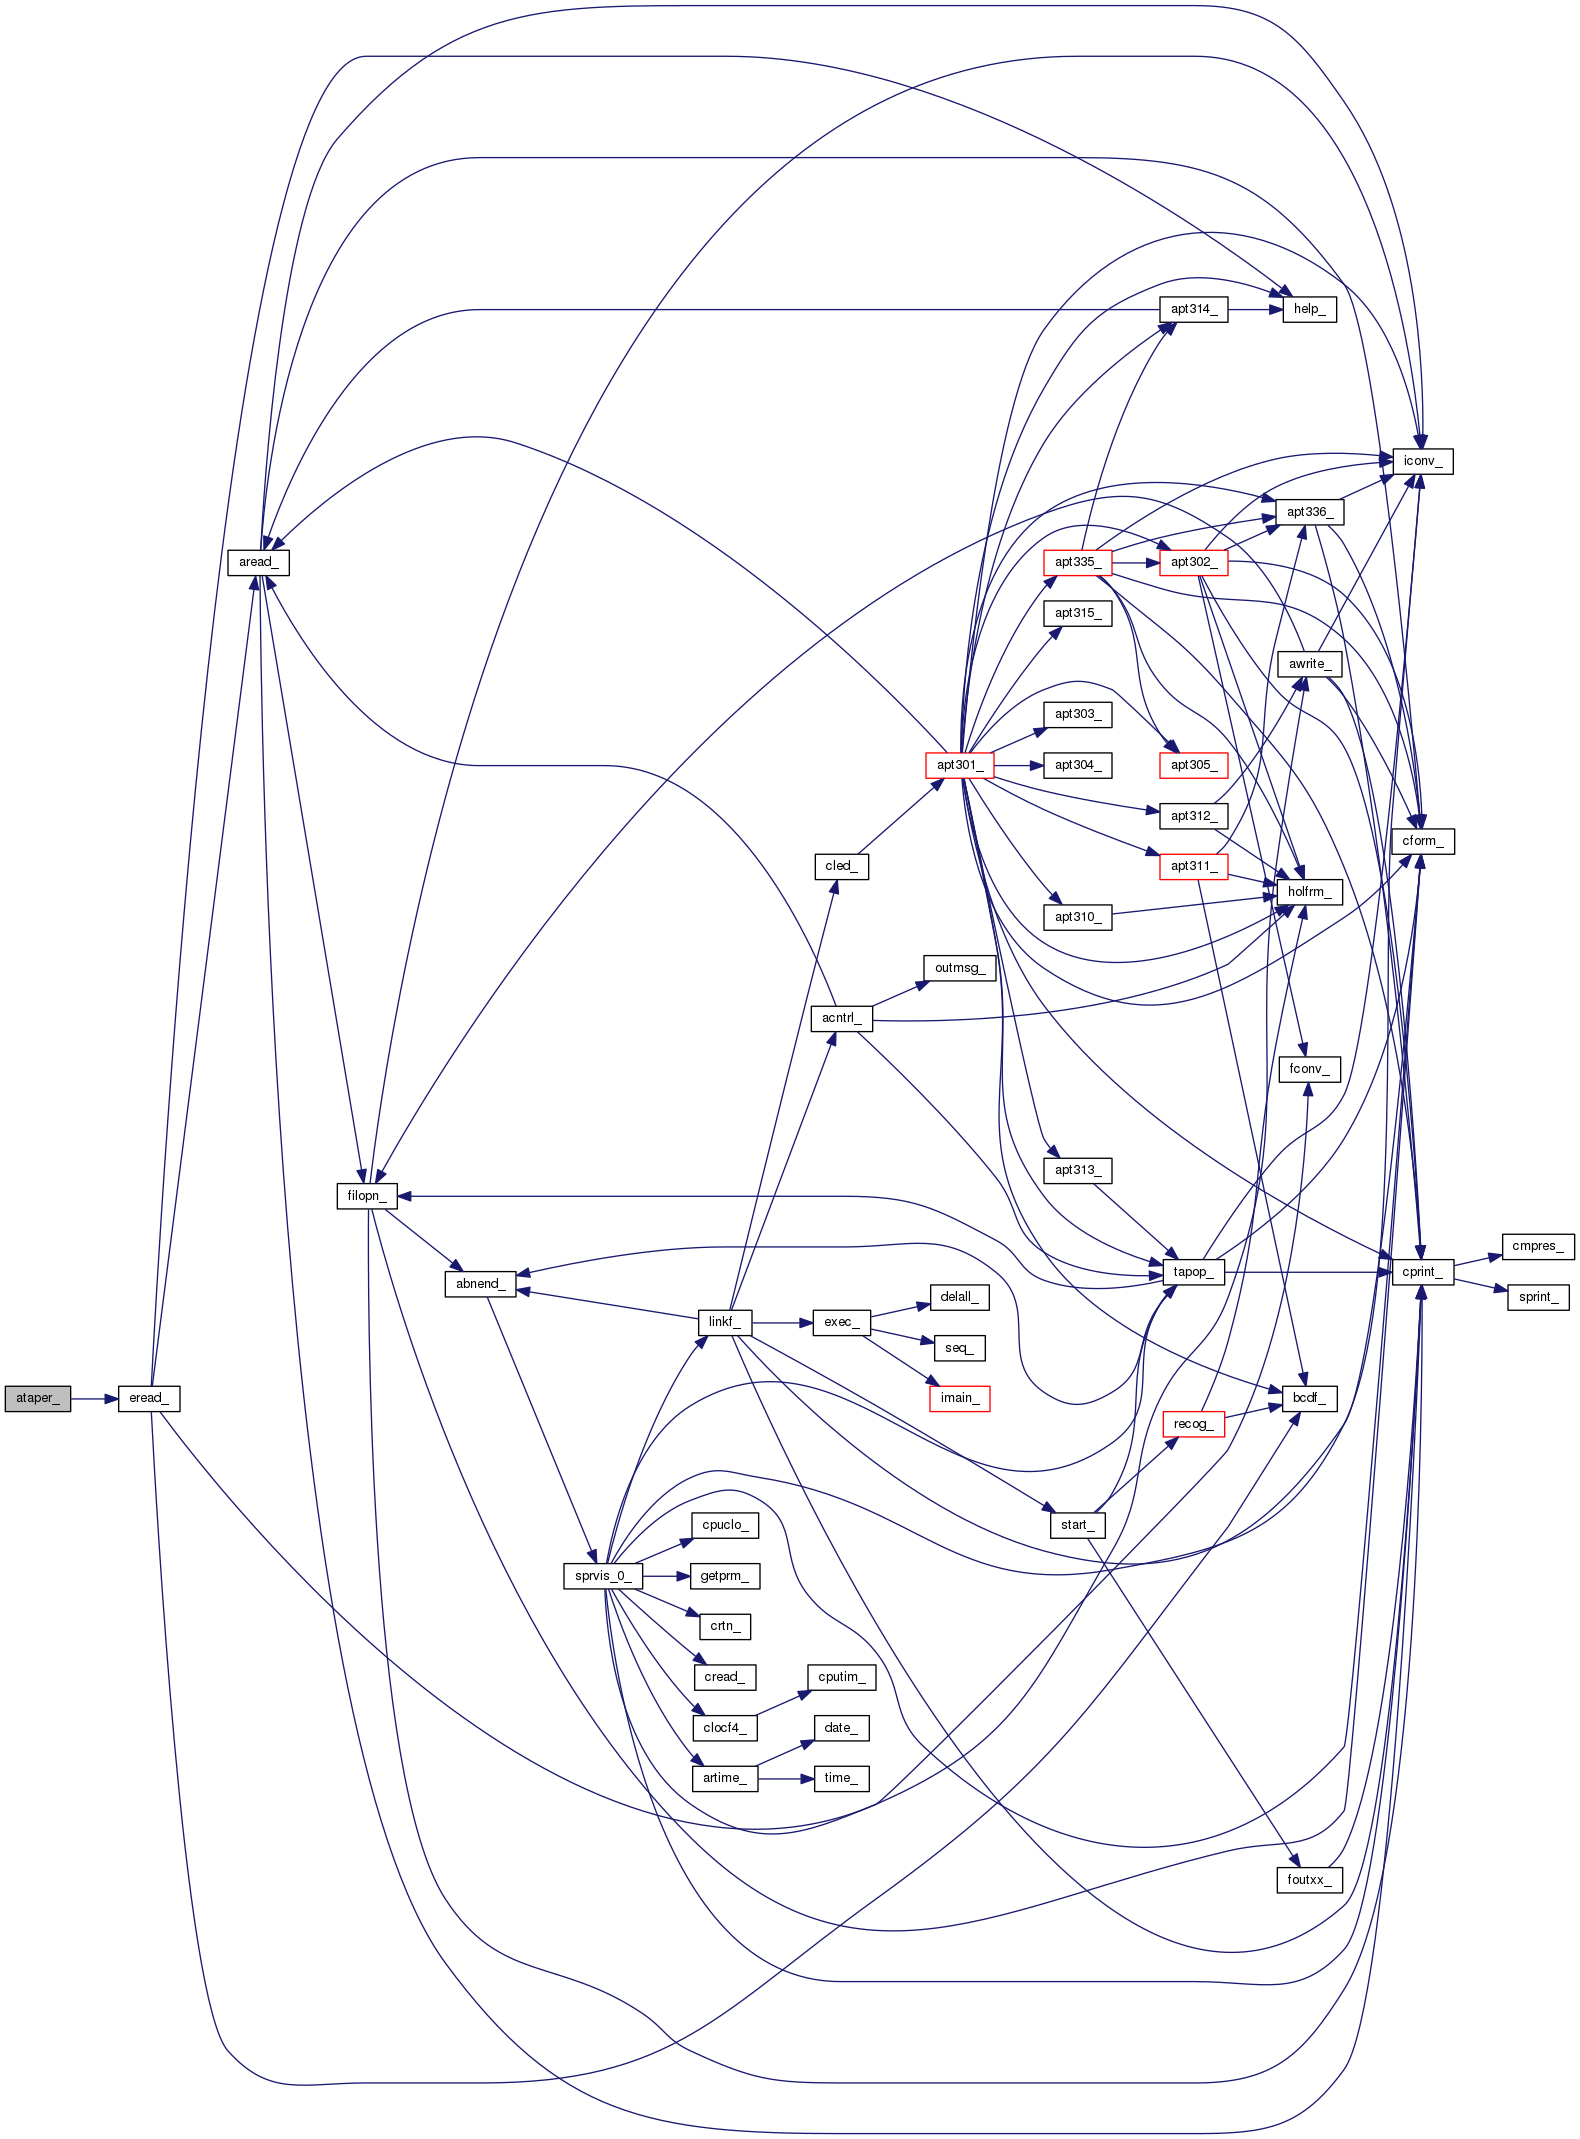 apt314_
help_
iconv_
apt336_
aread_
apt335_
apt302_
apt315_
awrite_
apt303_
apt301_
apt304_
apt305_
apt312_
cform_
cled_
apt311_
holfrm_
apt310_
outmsg_
acntrl_
fconv_
apt313_
filopn_
cmpres_
tapop_
cprint_
abnend_
delall_
sprint_
linkf_
exec_
seq_
ataper_
eread_
imain_
bcdf_
recog_
cpuclo_
start_
sprvis_0_
getprm_
crtn_
cread_
cputim_
clocf4_
date_
artime_
time_
foutxx_